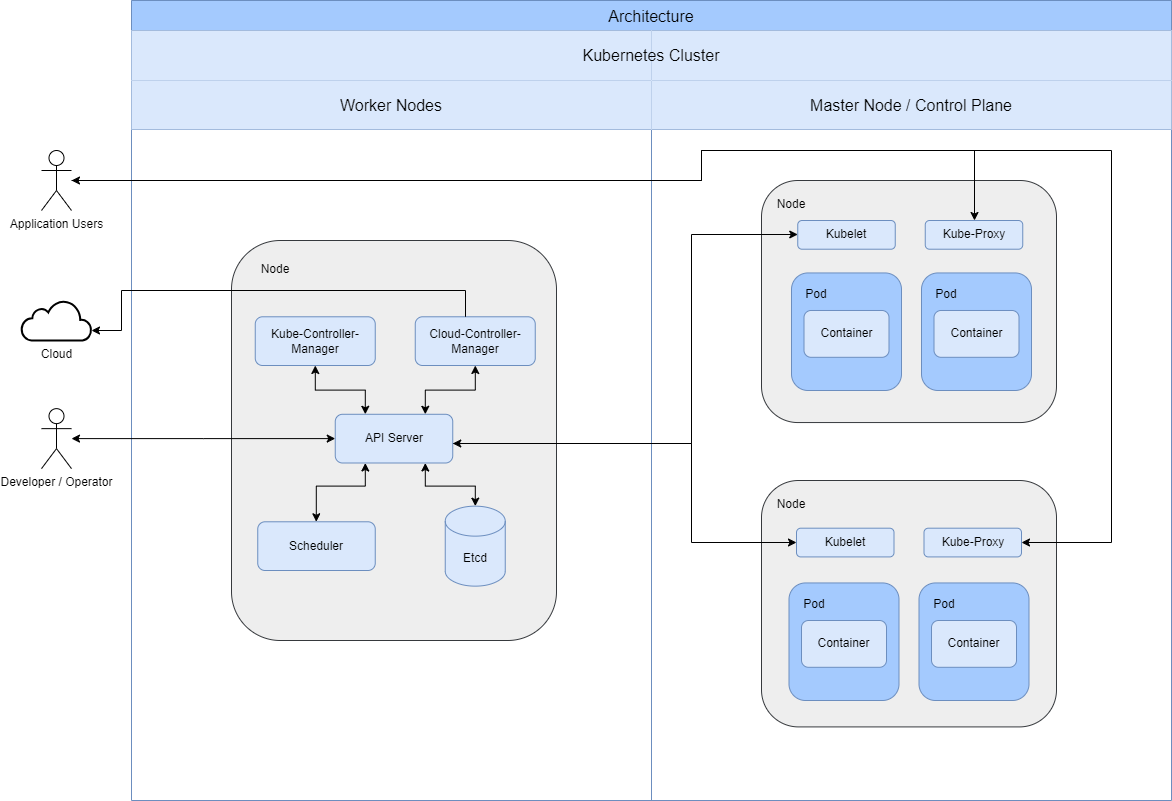 Architecture
Kubernetes Cluster
Worker Nodes
Master Node / Control Plane
Application Users
Cloud
Developer / Operator
Node
Kube-Controller-
Manager
Cloud-Controller-
Manager
API Server
Scheduler
Etcd
Node
Kubelet
Kube-Proxy
Pod
Container
Pod
Container
Node
Kubelet
Kube-Proxy
Pod
Container
Pod
Container